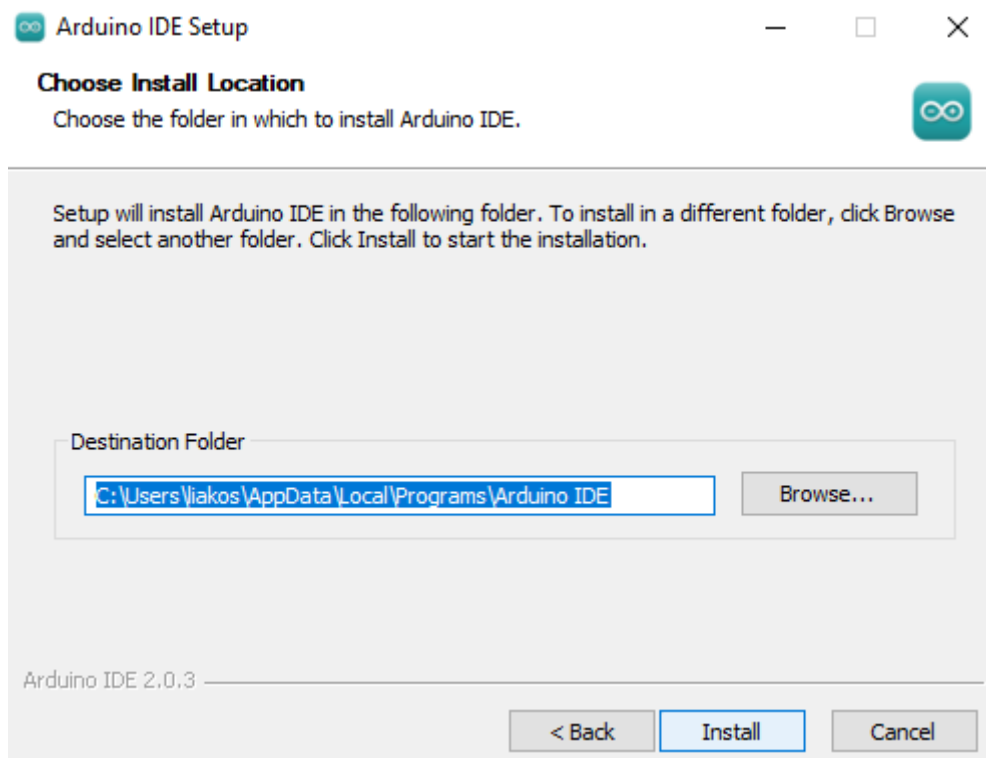 Arduino IDE Setup
Choose Install Location
Choose the folder in which to install Arduino IDE.
Setup will install Arduino IDE in the following folder. To install in a different folder, click Browse
and select another folder. Click Install to start the installation.
Destination Folder
C:\Users\liakos\AppData\Local\Programs\Arduino IDE
Browse...
Arduino IDE 2.0.3
< Back
Install
Cancel